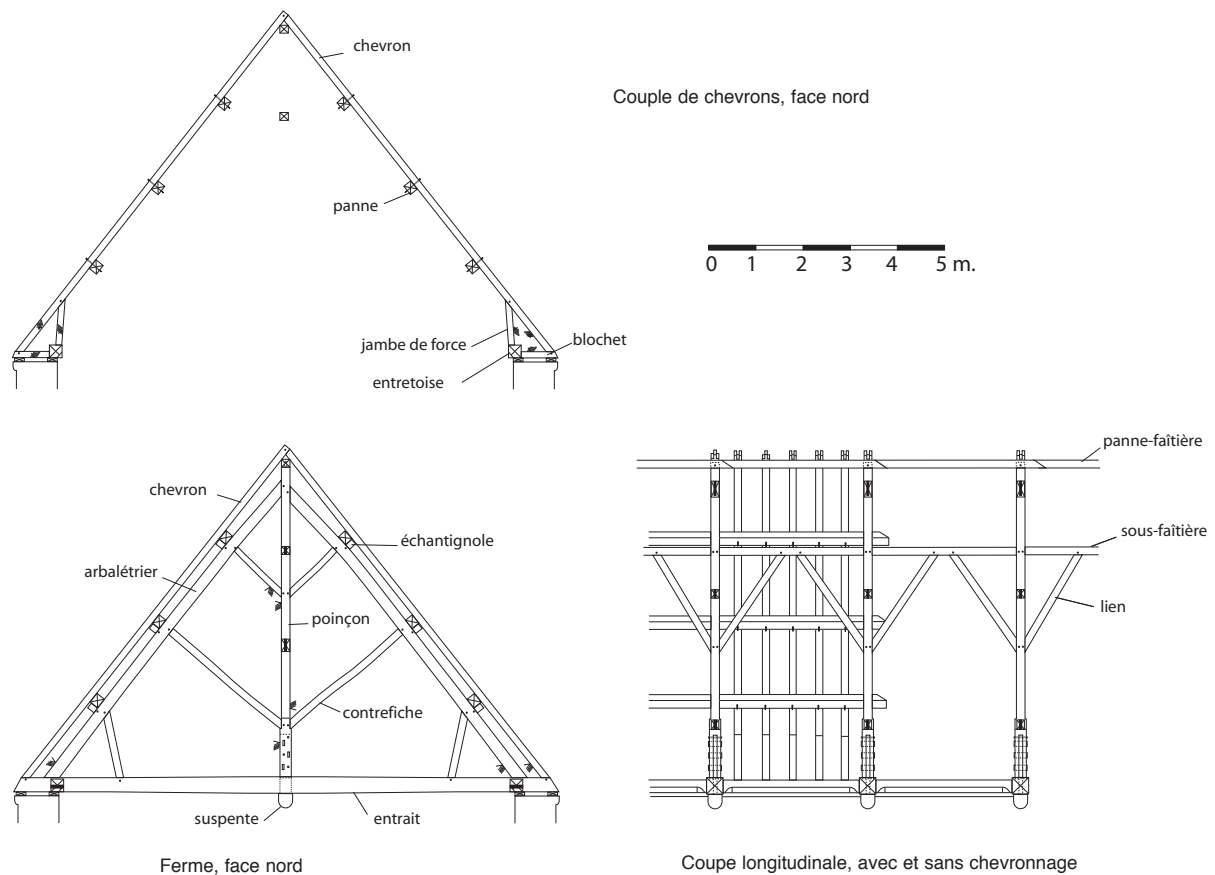 chevron
Couple de chevrons, face nord
panne
0 1 2 3 4 5 m.
jambe de force
blochet
entretoise
chevron
échantignole
arbalétrier
poinçon
contrefiche
suspente
entrait
Ferme, face nord
panne-faîtière
sous-faîtière
lien
Coupe longitudinale, avec et sans chevronnage